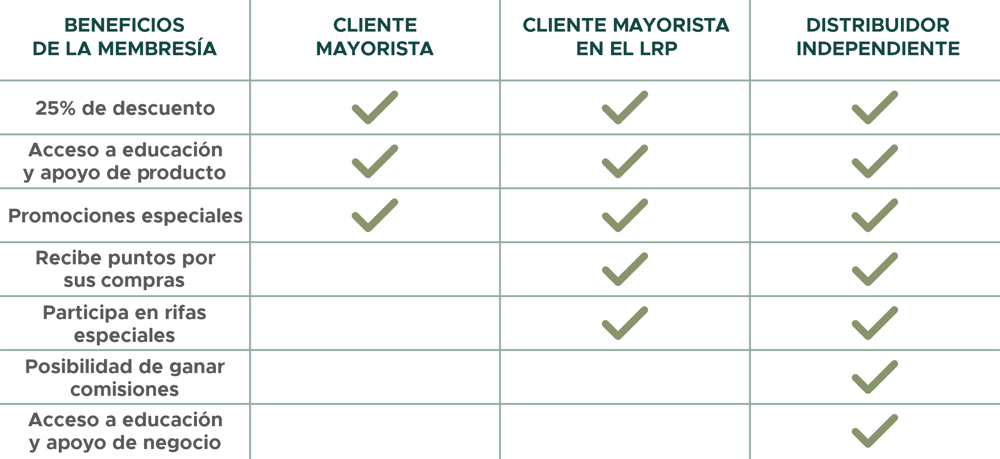 BENEFICIOS
DE LA MEMBRESÍA
CLIENTE
MAYORISTA
CLIENTE MAYORISTA
EN EL LRP
DISTRIBUIDOR
INDEPENDIENTE
25% de descuento
Acceso a educación
y apoyo de producto
Promociones especiales
Recibe puntos por
sus compras
Participa en rifas
especiales
Posibilidad de ganar
comisiones
Acceso a educación
y apoyo de negocio